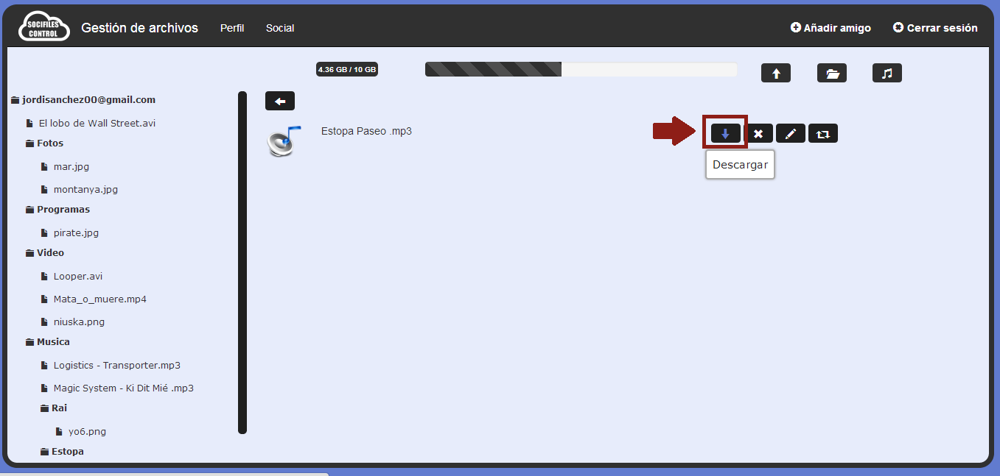 SOCIFILES
CONTROL
Gestión de archivos
Perfil
Social
Añadir amigo
Cerrar sesión
4.36 GB / 10 GB
jordisanchez00@gmail.com
El lobo de Wall Street.avi
Fotos
mar.jpg
montanya.jpg
Programas
pirate.jpg
Video
Looper.avi
Mata_o_muere.mp4
niuska.png
Musica
Logistics - Transporter.mp3
Magic System - Ki Dit Mié .mp3
Rai
yo6.png
Estopa
Estopa Paseo .mp3
Descargar